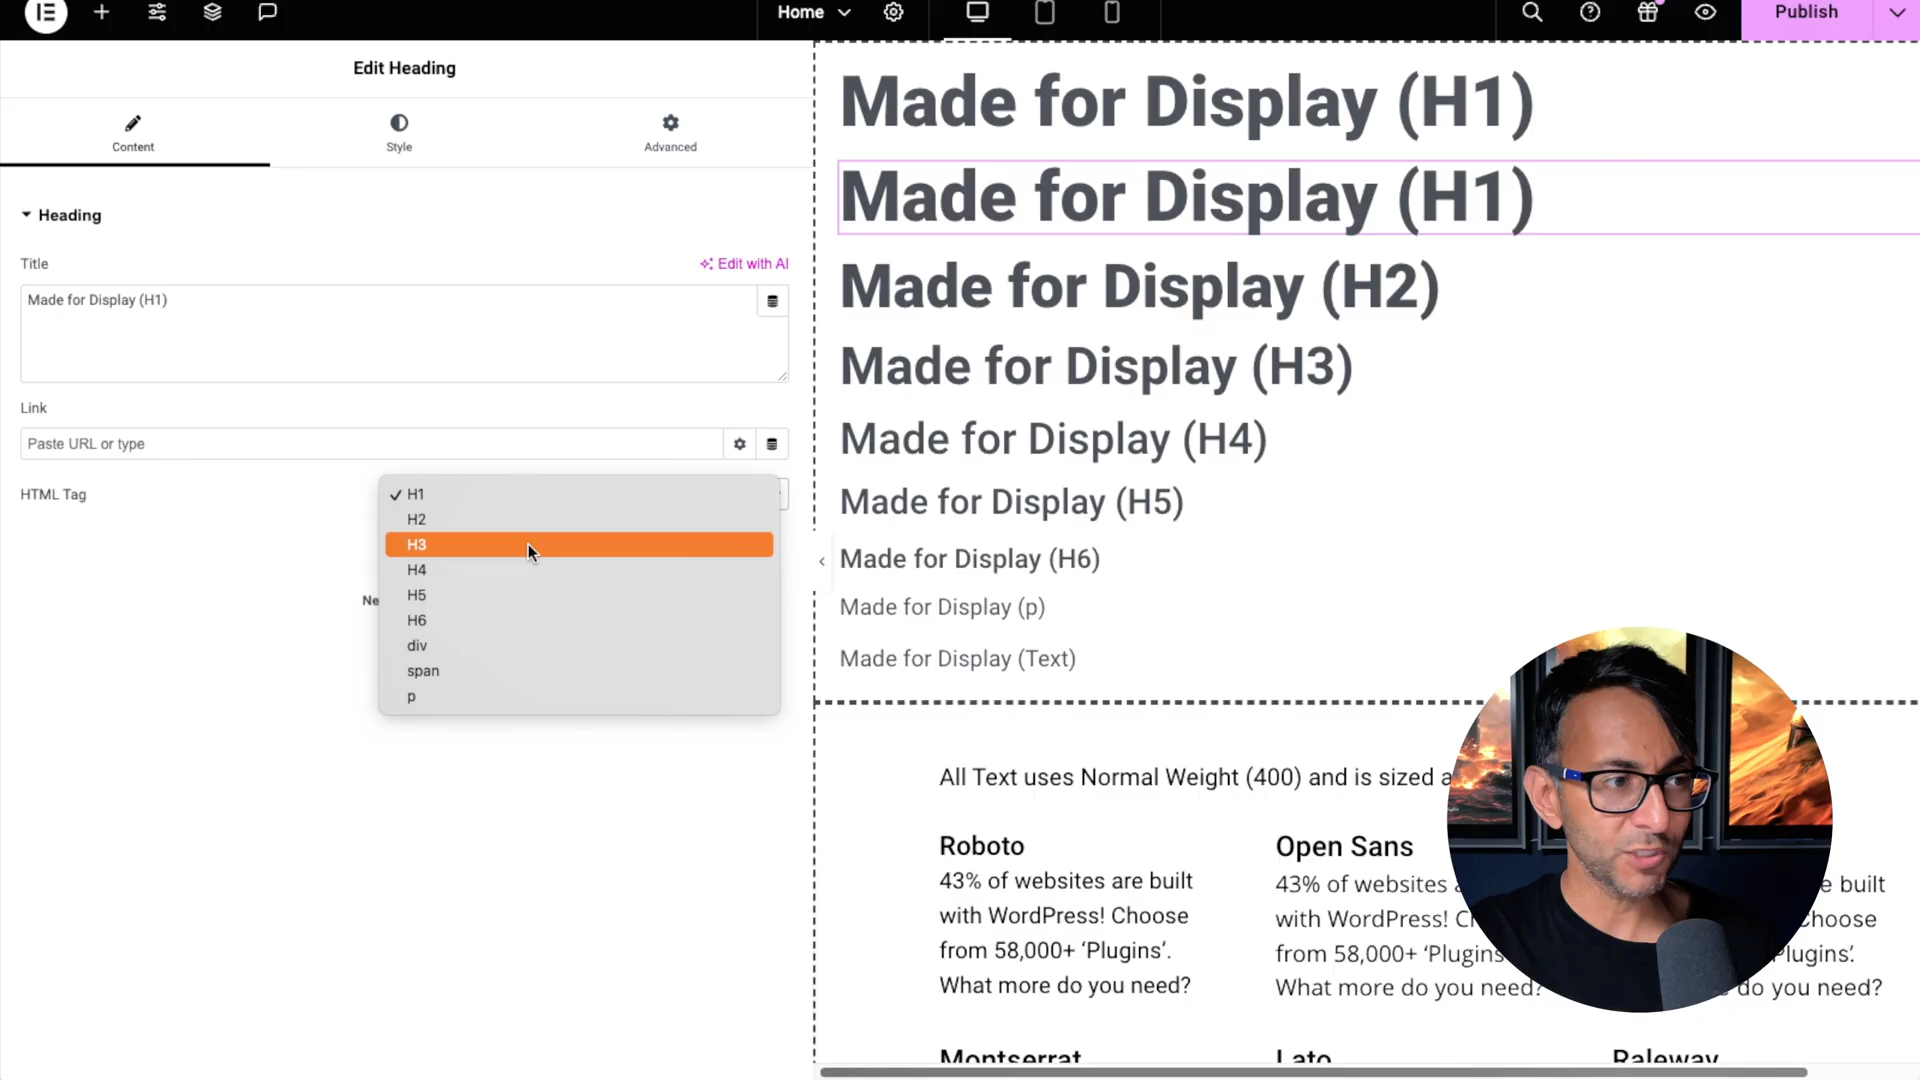 Home
Publish
Edit Heading
Content
Style
Advanced
Heading
Title
Edit with AI
Made for Display (H1)
Link
Paste URL or type
HTML Tag
H1
H2
H3
H4
H5
H6
div
span
p
Ne
Made for Display (H1)
Made for Display (H1)
Made for Display (H2)
Made for Display (H3)
Made for Display (H4)
Made for Display (H5)
Made for Display (H6)
Made for Display (p)
Made for Display (Text)
All Text uses Normal Weight (400) and is sized a
Roboto
43% of websites are built
with WordPress! Choose
from 58,000+ ‘Plugins’.
What more do you need?
Open Sans
43% of websites
with WordPress!
from 58,000+ ‘Plugins
What more do you need?
e built
Choose
Plugins’.
do you need?
Montserrat
Lato
Raleway